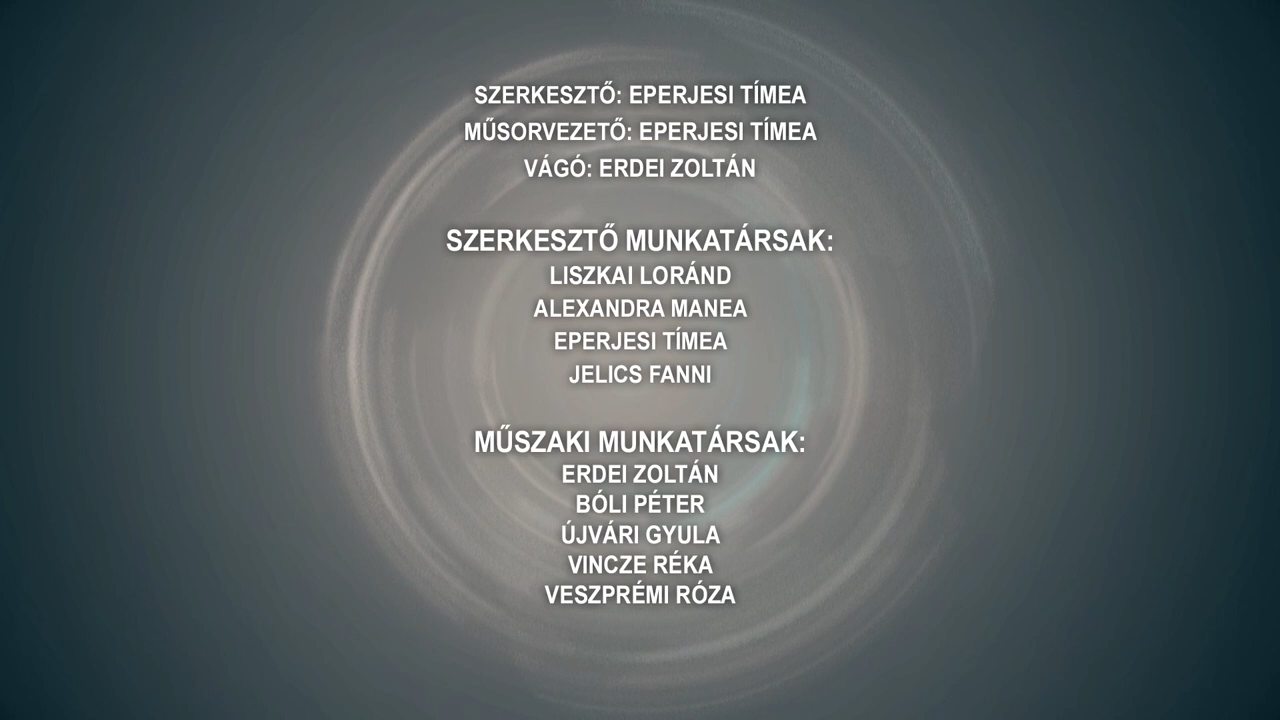 SZERKESZTŐ: EPERJESI TÍMEA
MŰSORVEZETŐ: EPERJESI TÍMEA
VÁGÓ: ERDEI ZOLTÁN
SZERKESZTŐ MUNKATÁRSAK:
LISZKAI LORÁND
ALEXANDRA MANEA
EPERJESI TÍMEA
JELICS FANNI
MŰSZAKI MUNKATÁRSAK:
ERDEI ZOLTÁN
BÓLI PÉTER
ÚJVÁRI GYULA
VINCZE RÉKA
VESZPRÉMI RÓZA